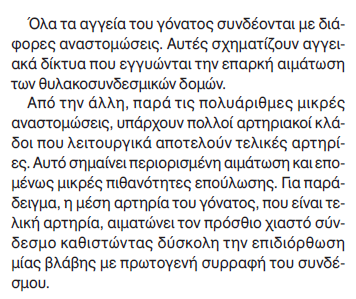 Όλα τα αγγεία του γόνατος συνδέονται με διά-
φορες αναστομώσεις. Αυτές σχηματίζουν αγγει-
ακά δίκτυα που εγγυώνται την επαρκή αιμάτωση
των θυλακοσυνδεσμικών δομών.
Από την άλλη, παρά τις πολυάριθμες μικρές
αναστομώσεις, υπάρχουν πολλοί αρτηριακοί κλά-
δοι που λειτουργικά αποτελούν τελικές αρτηρί-
ες. Αυτό σημαίνει περιορισμένη αιμάτωση και επο-
μένως μικρές πιθανότητες επούλωσης. Για παρά-
δειγμα, η μέση αρτηρία του γόνατος, που είναι τε-
λική αρτηρία, αιματώνει τον πρόσθιο χιαστό σύν-
δεσμο καθιστώντας δύσκολη την επιδιόρθωση
μίας βλάβης με πρωτογενή συρραφή του συνδέ-
σμου.